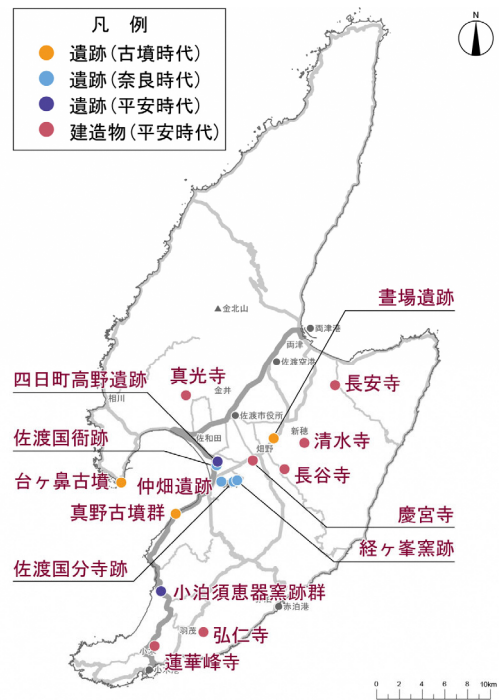 N
凡 例
遺跡(古墳時代)
遺跡(奈良時代)
遺跡(平安時代)
建造物(平安時代)
金北山
両津港
晝場遺跡
両津
佐渡空港
四日町高野遺跡
真光寺
金井
長安寺
相川
佐渡市役所
佐渡国衙跡
佐和田
新穂
清水寺
畑野
台ヶ鼻古墳
仲畑遺跡
長谷寺
真野古墳群
慶宮寺
経ヶ峯窯跡
佐渡国分寺跡
小泊須恵器窯跡群
赤泊港
羽茂
弘仁寺
蓮華峰寺
0 2 4 6 8 10km